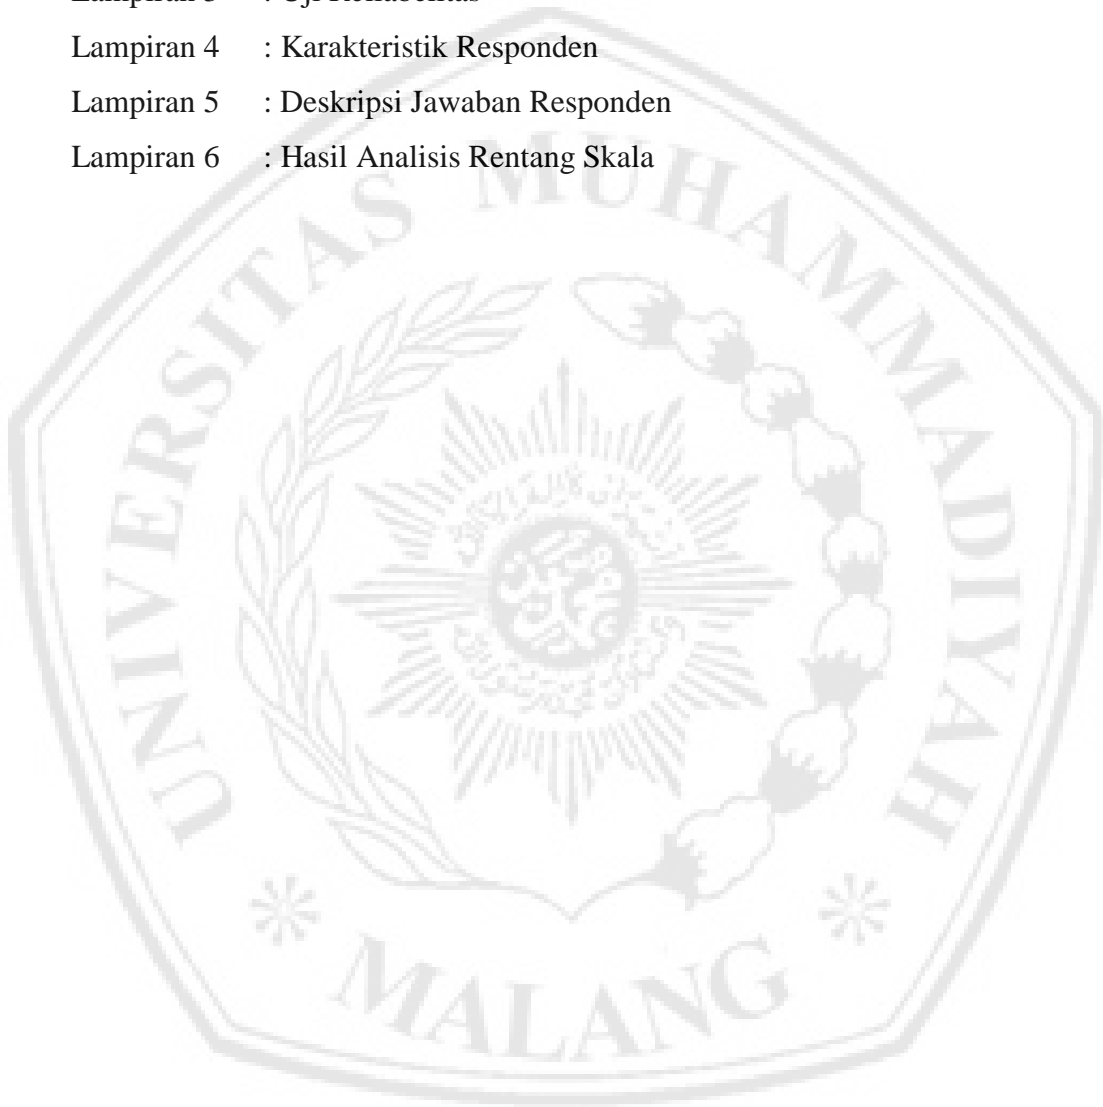 Lampiran 4 : Karakteristik Responden
Lampiran 5 : Deskripsi Jawaban Responden
Lampiran 6 : Hasil Analisis Rentang Skala
UNIVERSITAS MUHAMMADIYAH
MALANG